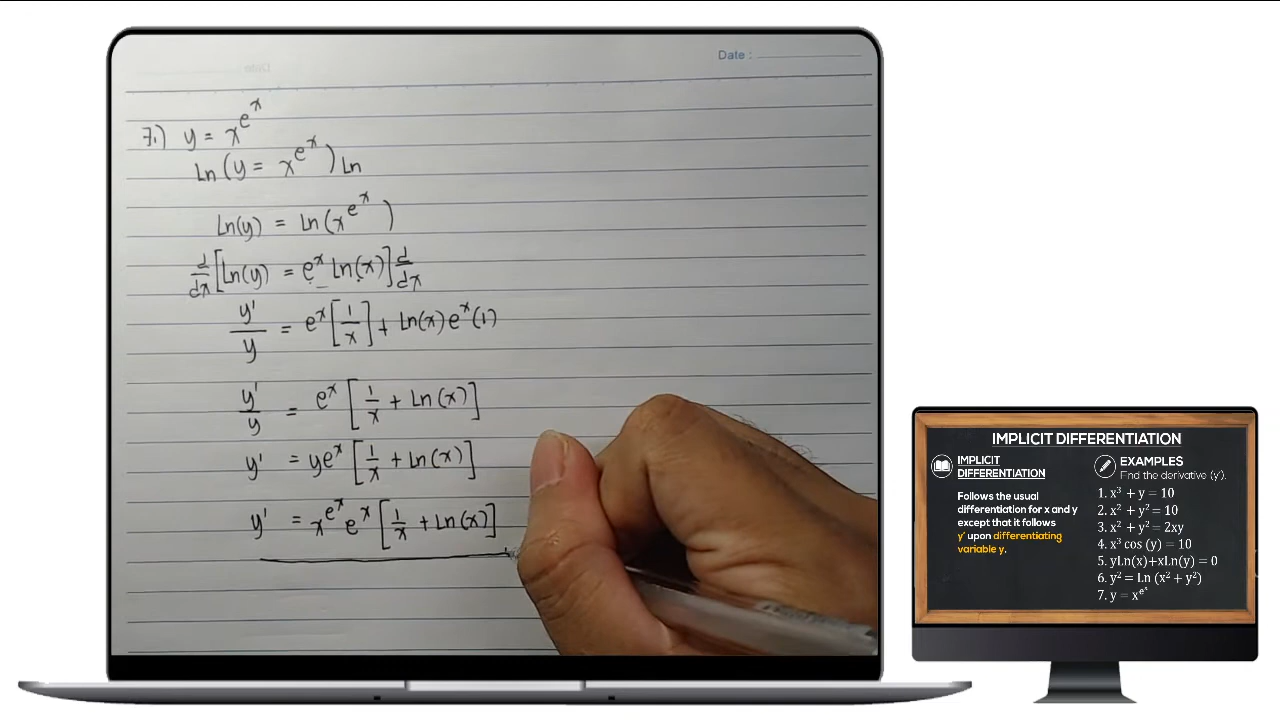 Date :
7.) y = x^{e^x}
Ln(y = x^{e^x}) Ln
Ln(y) = Ln(x^{e^x})
d/dx [Ln(y) = e^x Ln(x)] d/dx
y'/y = e^x [1/x] + Ln(x) e^x (1)
y'/y = e^x [1/x + Ln(x)]
y' = ye^x [1/x + Ln(x)]
y' = x^{e^x} e^x [1/x + Ln(x)]
IMPLICIT DIFFERENTIATION
IMPLICIT
DIFFERENTIATION
Follows the usual
differentiation for x and y
except that it follows
y' upon differentiating
variable y.
EXAMPLES
Find the derivative (y').
1. x³ + y = 10
2. x² + y² = 10
3. x² + y² = 2xy
4. x³ cos (y) = 10
5. yLn(x)+xLn(y) = 0
6. y² = Ln (x² + y²)
7. y = x^{e^x}